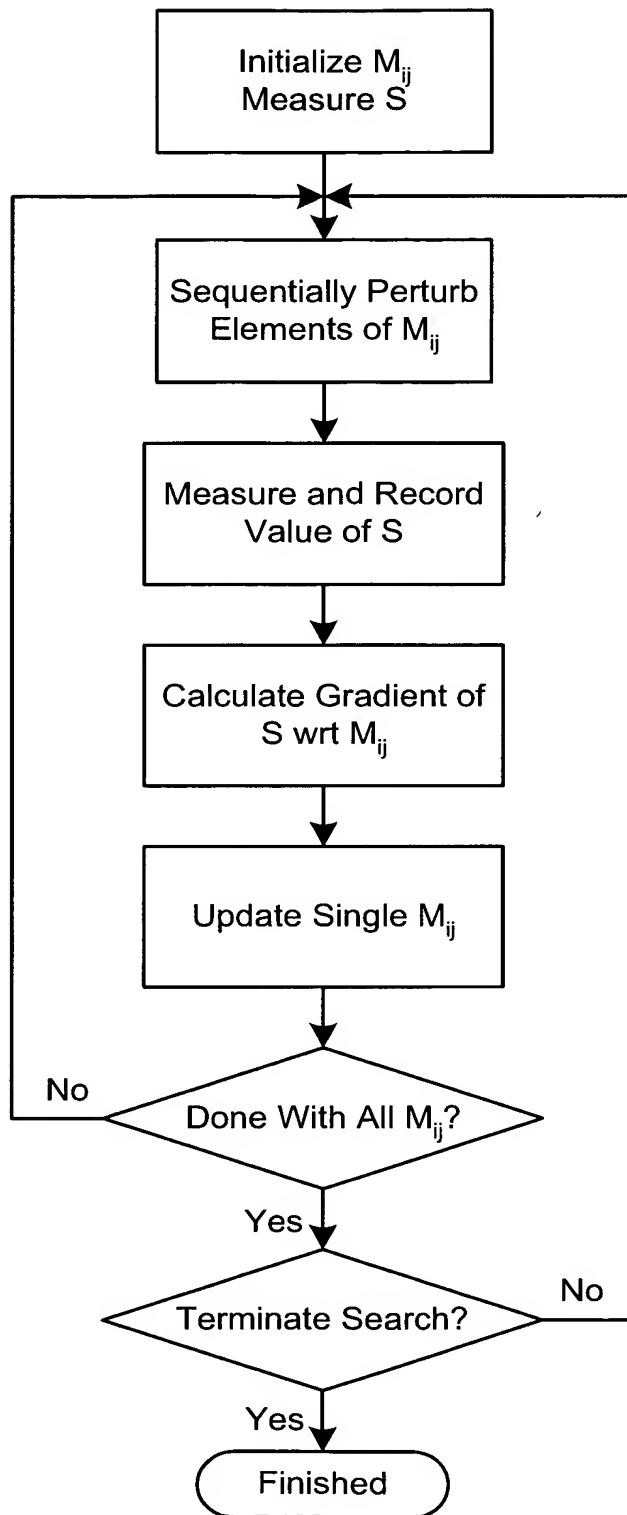 Initialize M_ij
Measure S
Sequentially Perturb
Elements of M_ij
Measure and Record
Value of S
Calculate Gradient of
S wrt M_ij
Update Single M_ij
No
Done With All M_ij?
Yes
No
Terminate Search?
Yes
Finished